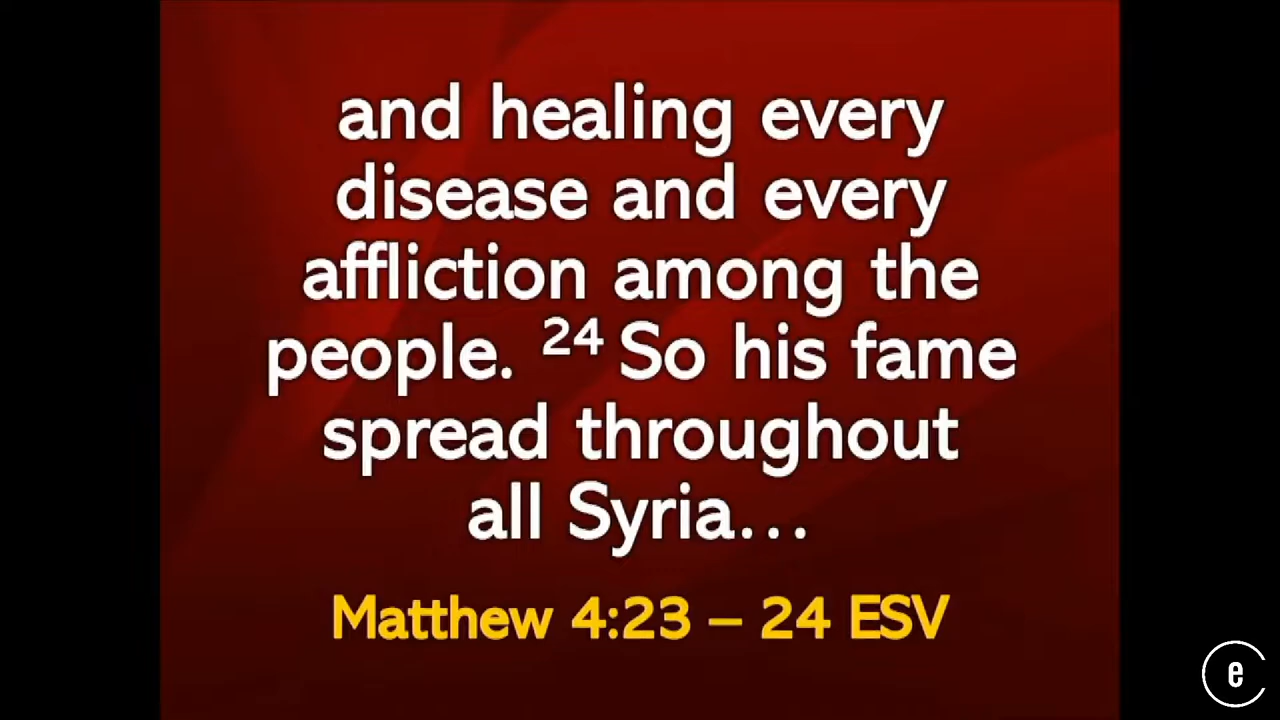 and healing every
disease and every
affliction among the
people. 24 So his fame
spread throughout
all Syria...
Matthew 4:23 – 24 ESV
e